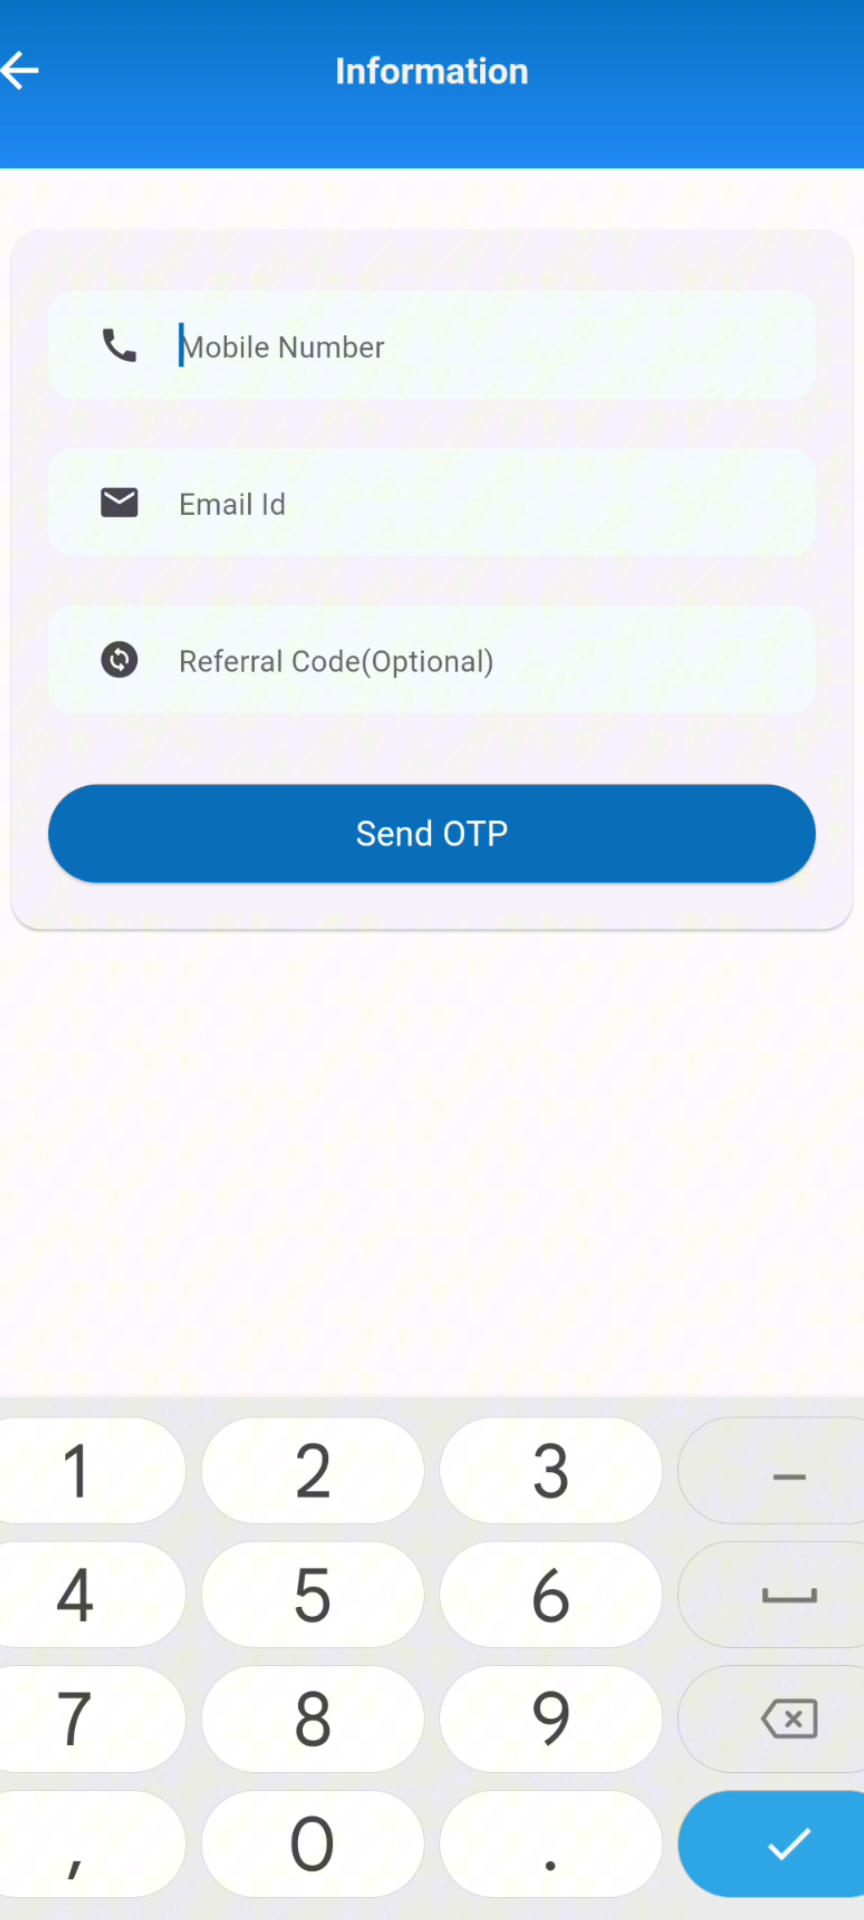 Information
Mobile Number
Email Id
Referral Code(Optional)
Send OTP
1 2 3 –
4 5 6
7 8 9
, 0 .